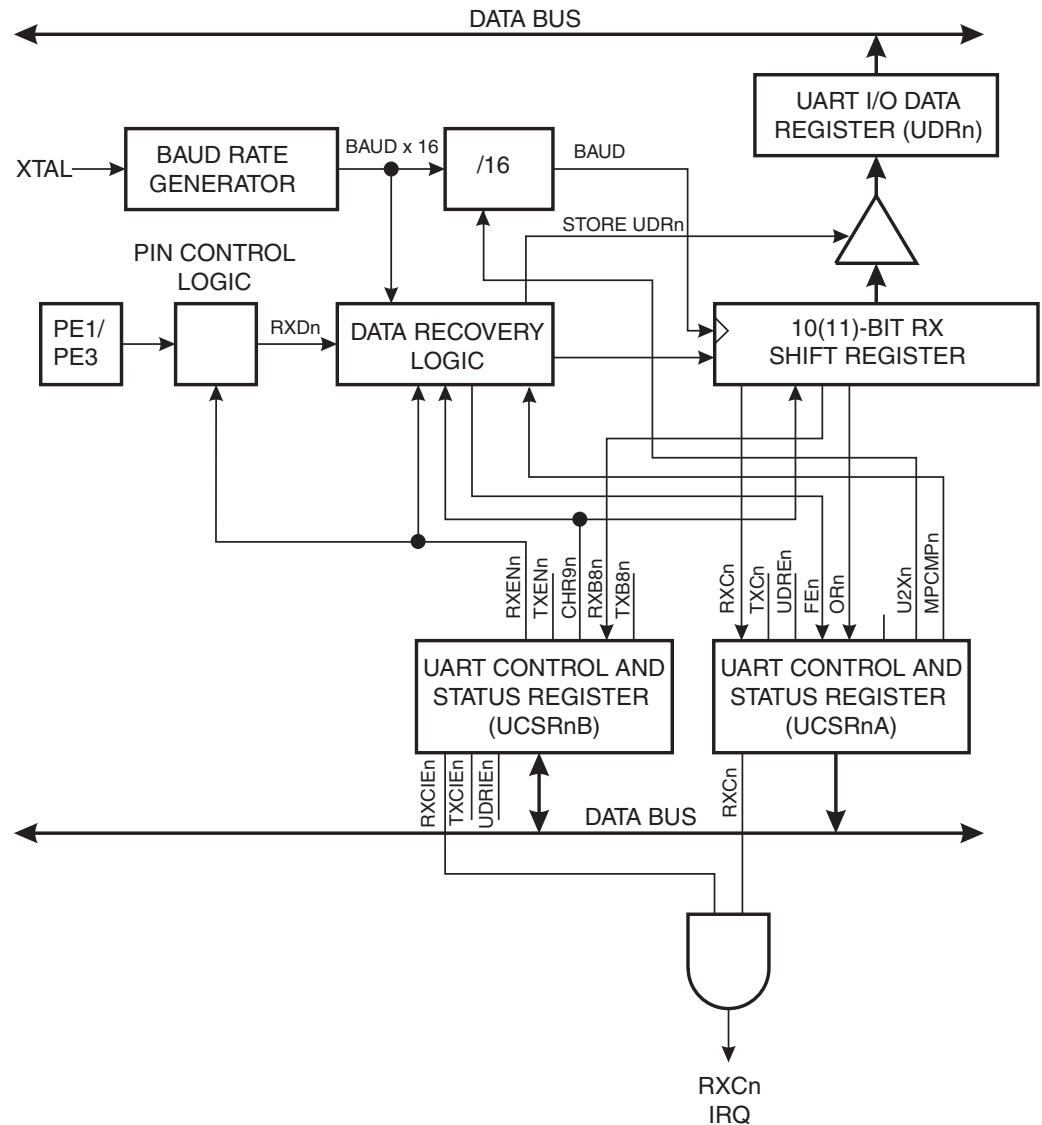 DATA BUS
UART I/O DATA
REGISTER (UDRn)
XTAL
BAUD RATE
GENERATOR
BAUD x 16
/16
BAUD
STORE UDRn
PIN CONTROL
LOGIC
PE1/
PE3
RXDn
DATA RECOVERY
LOGIC
10(11)-BIT RX
SHIFT REGISTER
RXENn
TXENn
CHR9n
RXB8n
TXB8n
RXCn
TXCn
UDREn
FEn
ORn
U2Xn
MPCMPn
UART CONTROL AND
STATUS REGISTER
(UCSRnB)
UART CONTROL AND
STATUS REGISTER
(UCSRnA)
RXCIEn
TXCIEn
UDRIEn
RXCn
DATA BUS
RXCn
IRQ